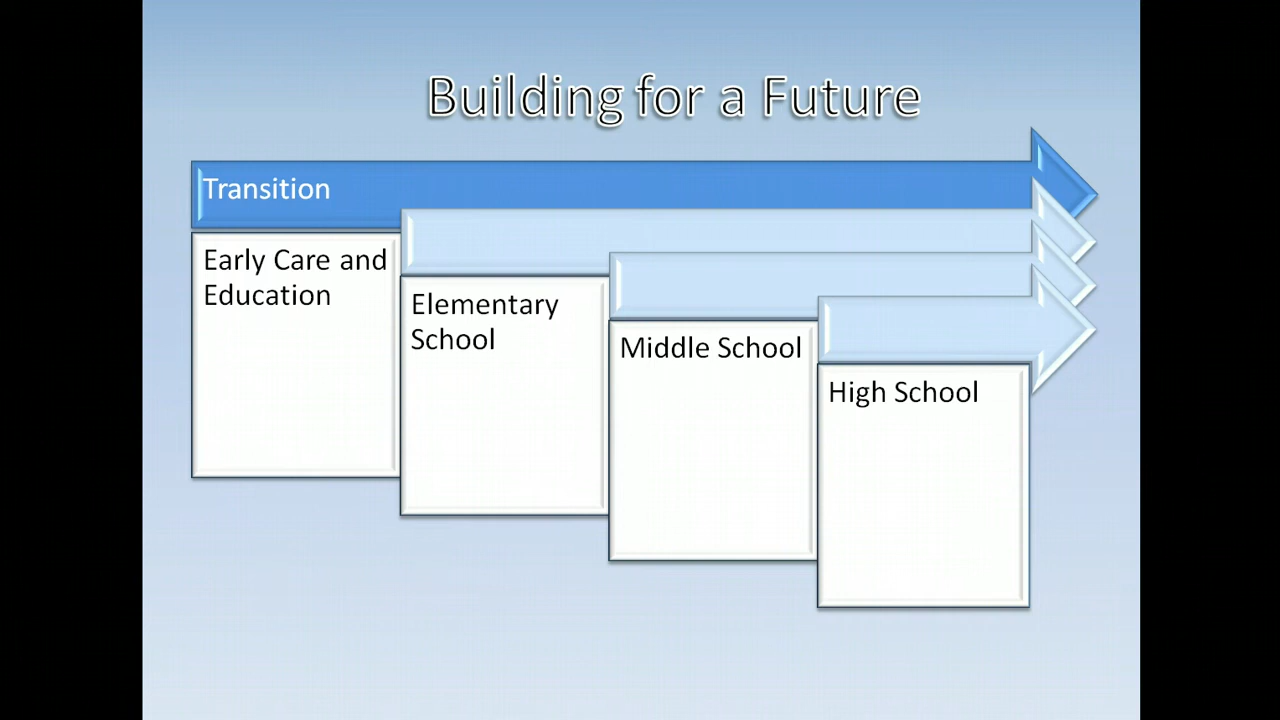 Building for a Future
Transition
Early Care and
Education
Elementary
School
Middle School
High School